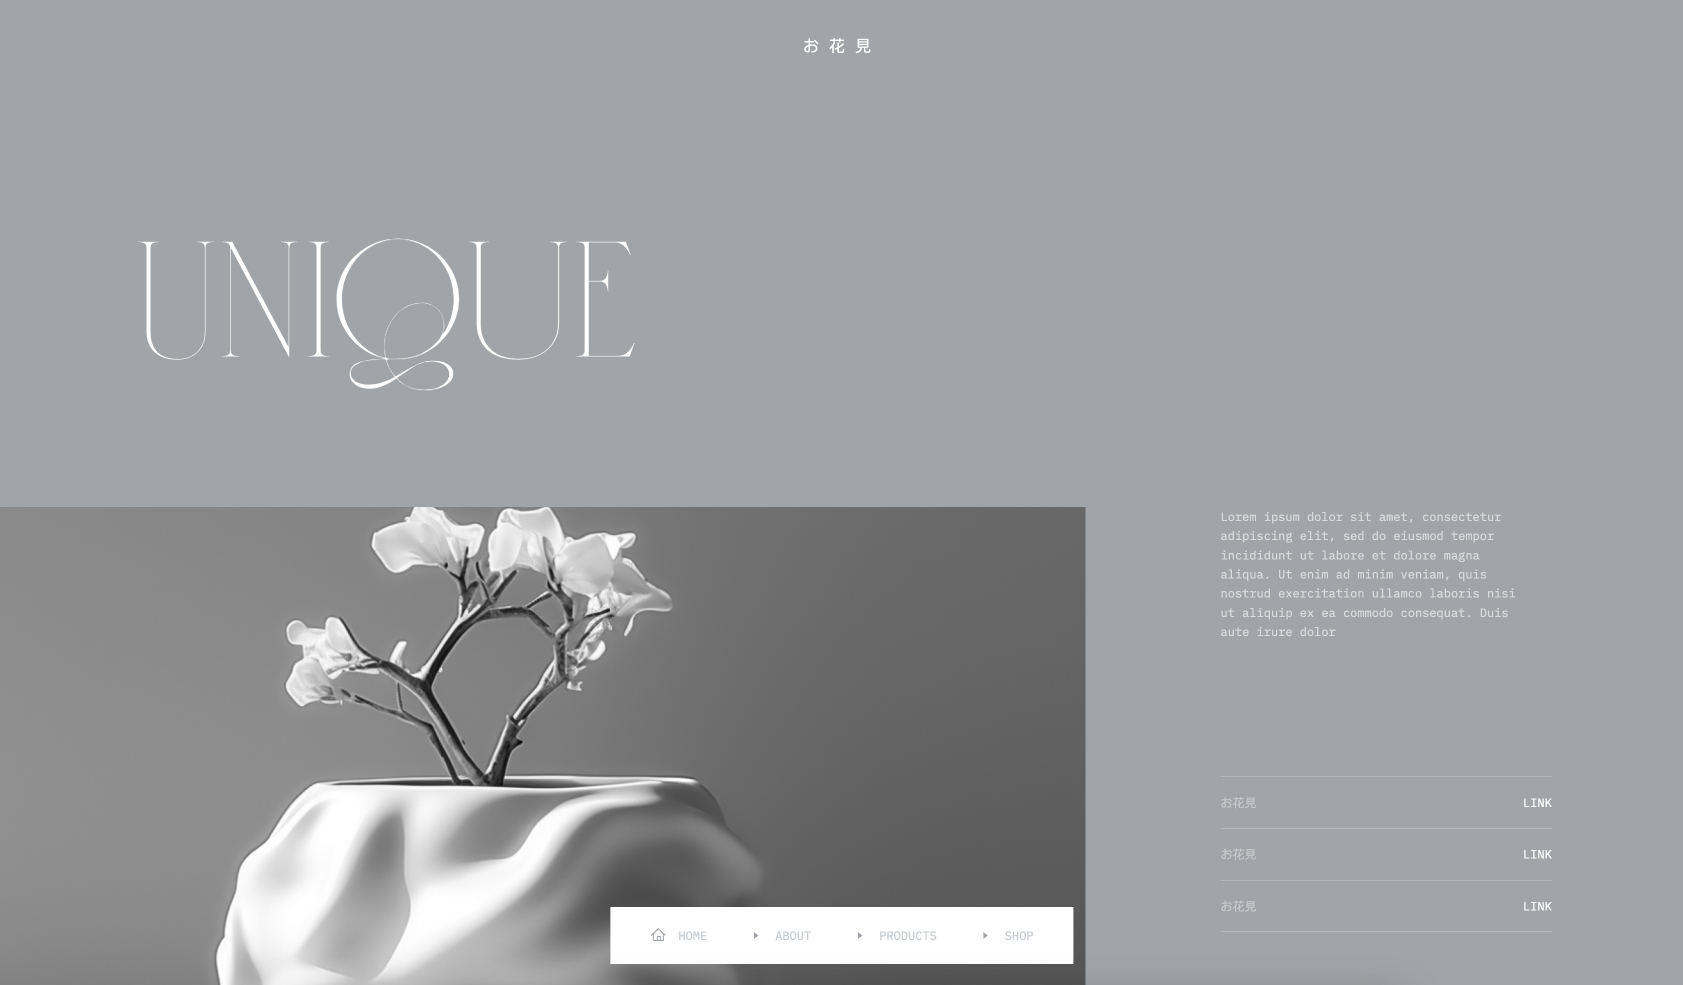 お花見
UNIQUE
Lorem ipsum dolor sit amet, consectetur
adipiscing elit, sed do eiusmod tempor
incididunt ut labore et dolore magna
aliqua. Ut enim ad minim veniam, quis
nostrud exercitation ullamco laboris nisi
ut aliquip ex ea commodo consequat. Duis
aute irure dolor
お花見 LINK
お花見 LINK
お花見 LINK
HOME ABOUT PRODUCTS SHOP